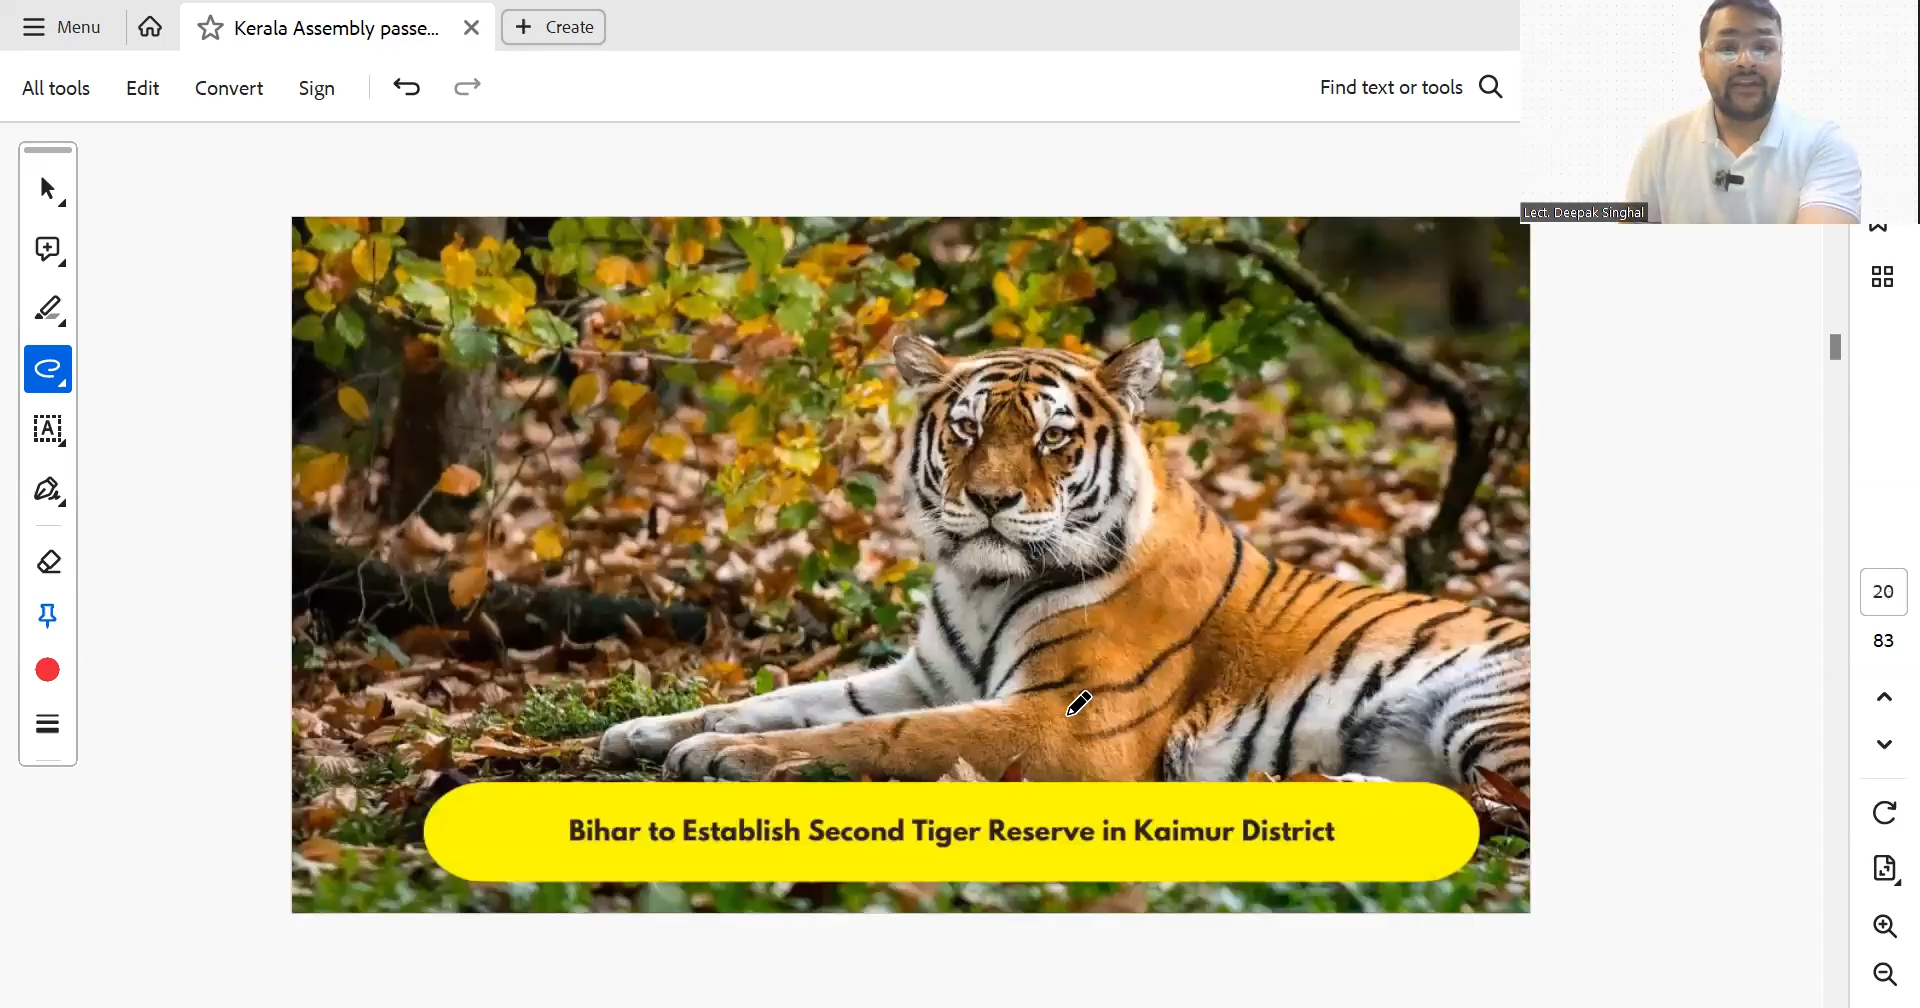 Menu
Kerala Assembly passe...
Create
All tools
Edit
Convert
Sign
Find text or tools
Lect. Deepak Singhal
A
20
83
Bihar to Establish Second Tiger Reserve in Kaimur District